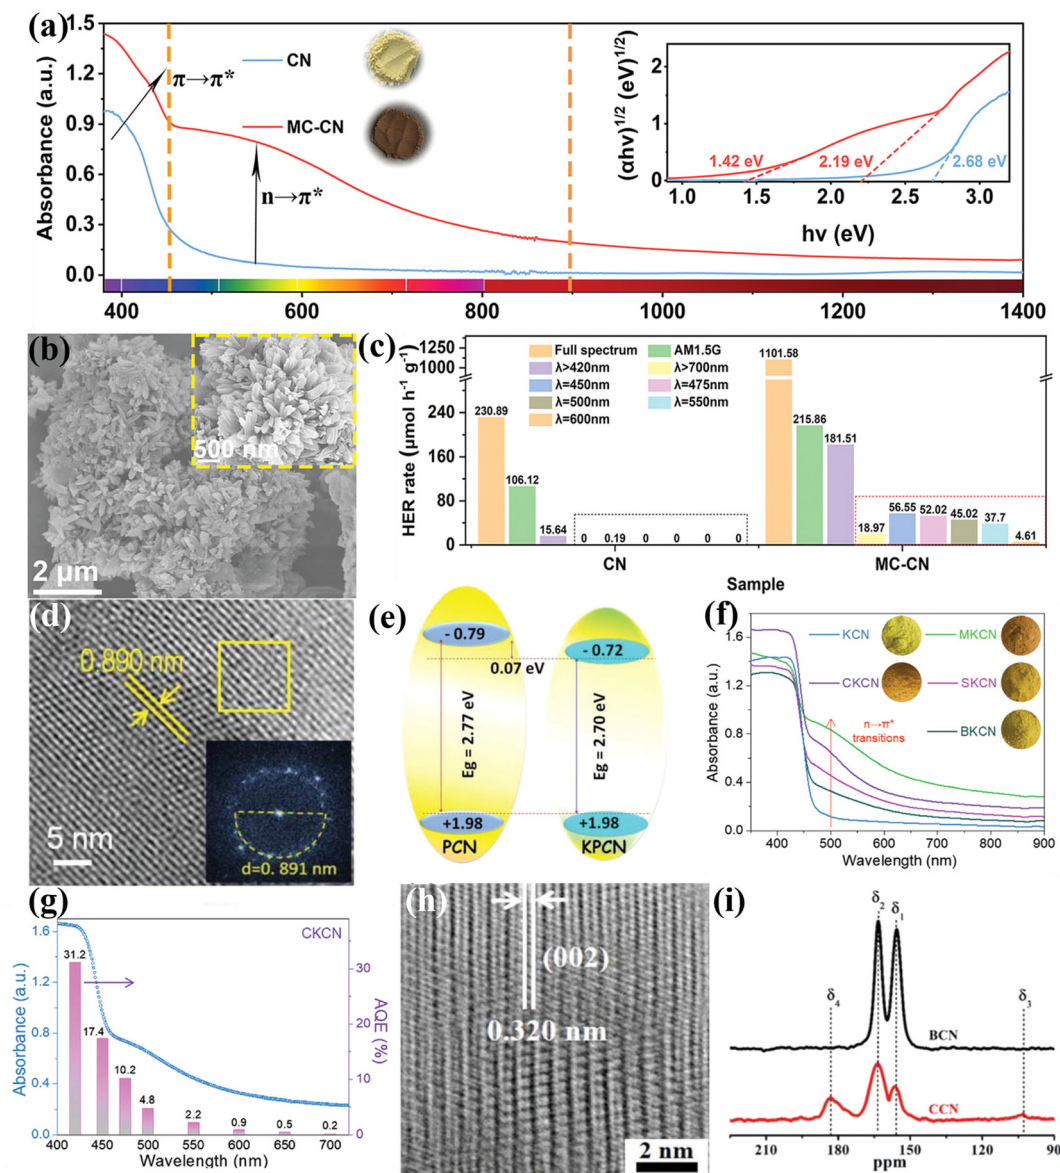 (a)
1.5
1.2
0.9
0.6
0.3
0.0
Absorbance (a.u.)
π→π*
n→π*
CN
MC-CN
400
600
800
1000
1200
1400
2
1
0
(αhν)1/2 (eV)1/2)
1.42 eV
2.19 eV
2.68 eV
1.0
1.5
2.0
2.5
3.0
hν (eV)
(b)
500 nm
2 μm
(c)
HER rate (μmol h⁻¹ g⁻¹)
1250
1000
240
160
80
0
Full spectrum
AM1.5G
λ>420nm
λ>700nm
λ=450nm
λ=475nm
λ=500nm
λ=550nm
λ=600nm
230.89
106.12
15.64
0
0.19
0
0
0
0
1101.58
215.86
181.51
18.97
56.55
52.02
45.02
37.7
4.61
CN
MC-CN
Sample
(d)
0.890 nm
5 nm
d=0. 891 nm
(e)
- 0.79
- 0.72
0.07 eV
Eg = 2.77 eV
Eg = 2.70 eV
+1.98
+1.98
PCN
KPCN
(f)
1.6
1.2
0.8
0.4
0.0
Absorbance (a.u.)
KCN
MKCN
CKCN
SKCN
BKCN
n→π*
transitions
400
500
600
700
800
900
Wavelength (nm)
(g)
CKCN
1.6
1.2
0.8
0.4
0.0
Absorbance (a.u.)
31.2
17.4
10.2
4.8
2.2
0.9
0.5
0.2
30
20
10
0
AQE (%)
400
450
500
550
600
650
700
Wavelength (nm)
(h)
(002)
0.320 nm
2 nm
(i)
δ2
δ1
δ4
δ3
BCN
CCN
210
180
150
120
90
ppm